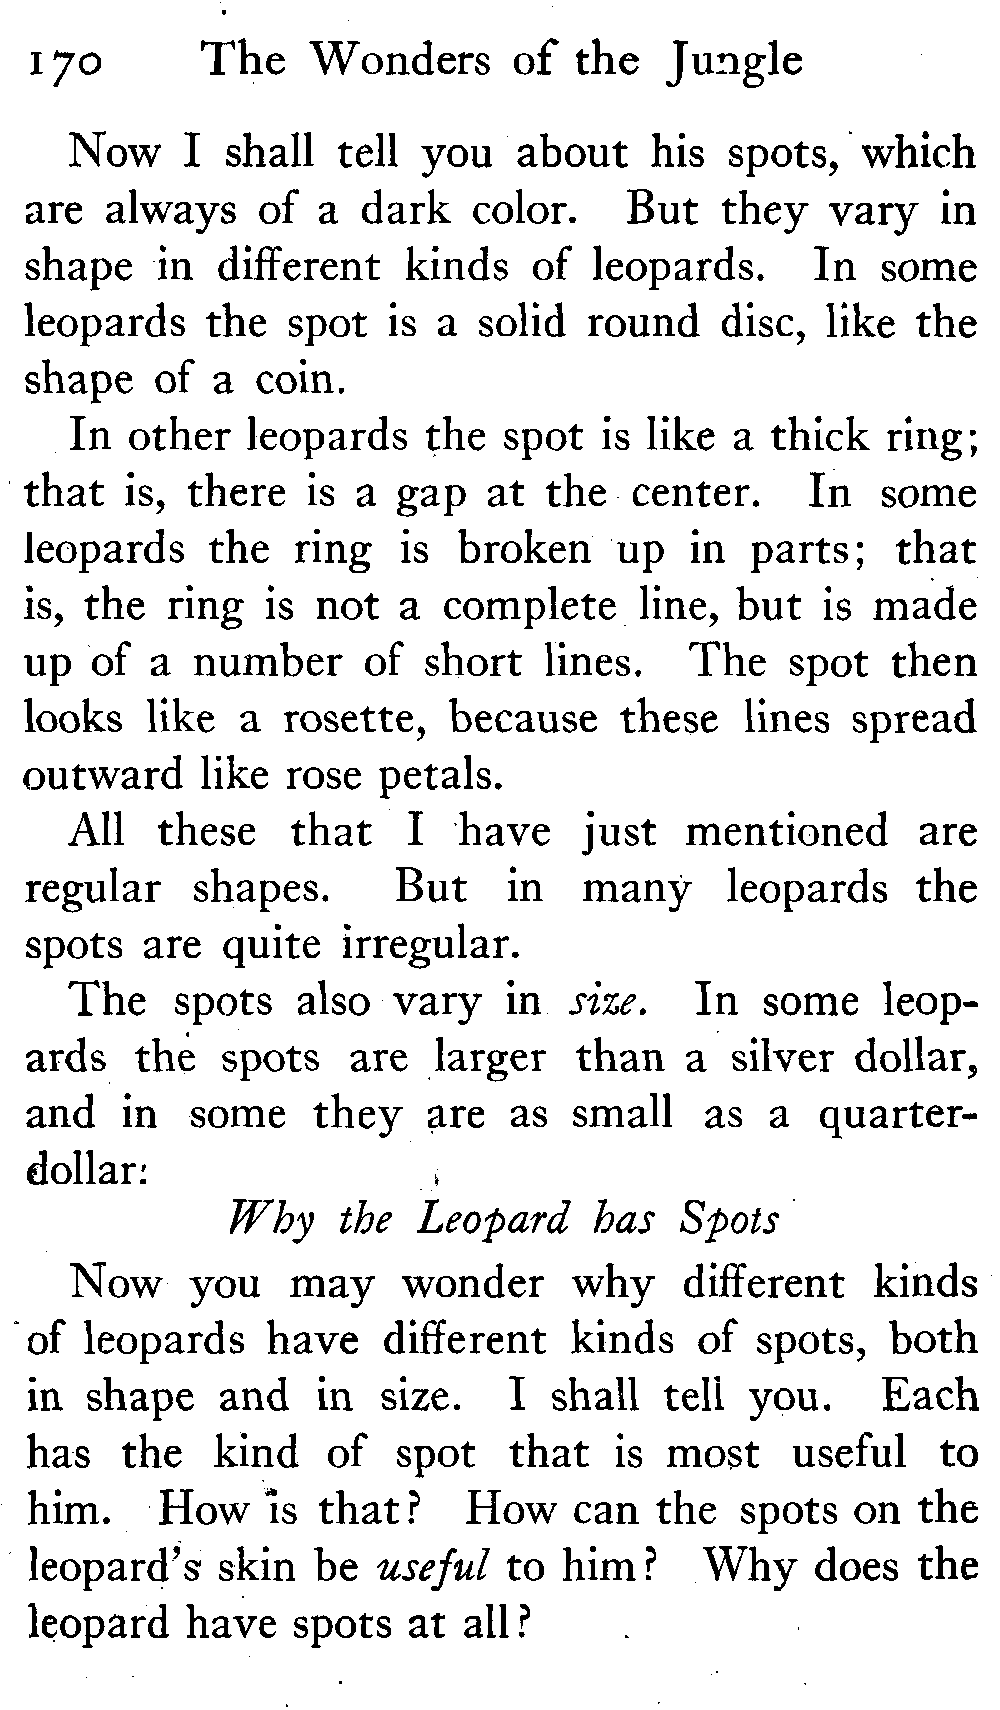 170 The Wonders of the Jungle
Now I shall tell you about his spots, which
are always of a dark color. But they vary in
shape in different kinds of leopards. In some
leopards the spot is a solid round disc, like the
shape of a coin.
In other leopards the spot is like a thick ring;
that is, there is a gap at the center. In some
leopards the ring is broken up in parts; that
is, the ring is not a complete line, but is made
up of a number of short lines. The spot then
looks like a rosette, because these lines spread
outward like rose petals.
All these that I have just mentioned are
regular shapes. But in many leopards the
spots are quite irregular.
The spots also vary in size. In some leop-
ards the spots are larger than a silver dollar,
and in some they are as small as a quarter-
dollar:
Why the Leopard has Spots
Now you may wonder why different kinds
of leopards have different kinds of spots, both
in shape and in size. I shall tell you. Each
has the kind of spot that is most useful to
him. How is that? How can the spots on the
leopard's skin be useful to him? Why does the
leopard have spots at all?